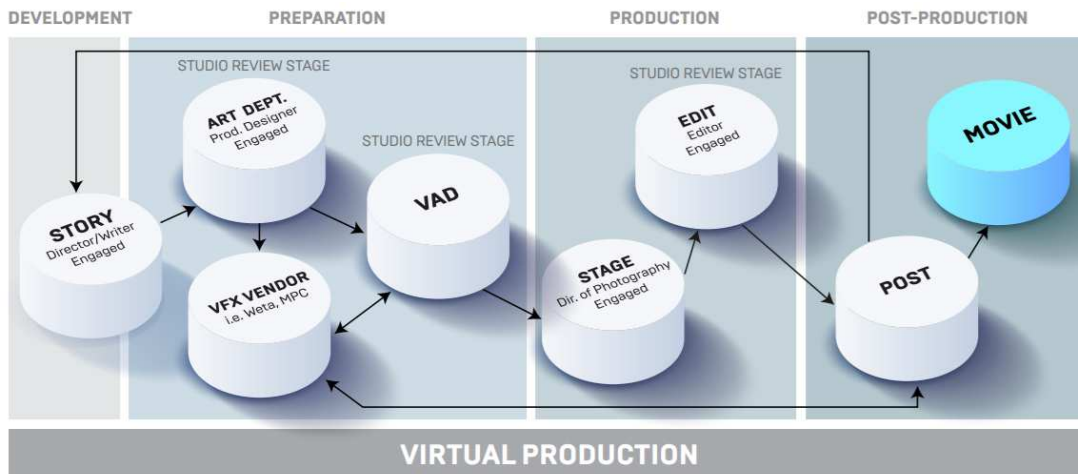 DEVELOPMENT
PREPARATION
PRODUCTION
POST-PRODUCTION
STUDIO REVIEW STAGE
ART DEPT.
Prod. Designer
Engaged
STUDIO REVIEW STAGE
VAD
STORY
Director/Writer
Engaged
VFX VENDOR
i.e. Weta, MPC
STUDIO REVIEW STAGE
EDIT
Editor
Engaged
STAGE
Dir. of Photography
Engaged
MOVIE
POST
VIRTUAL PRODUCTION